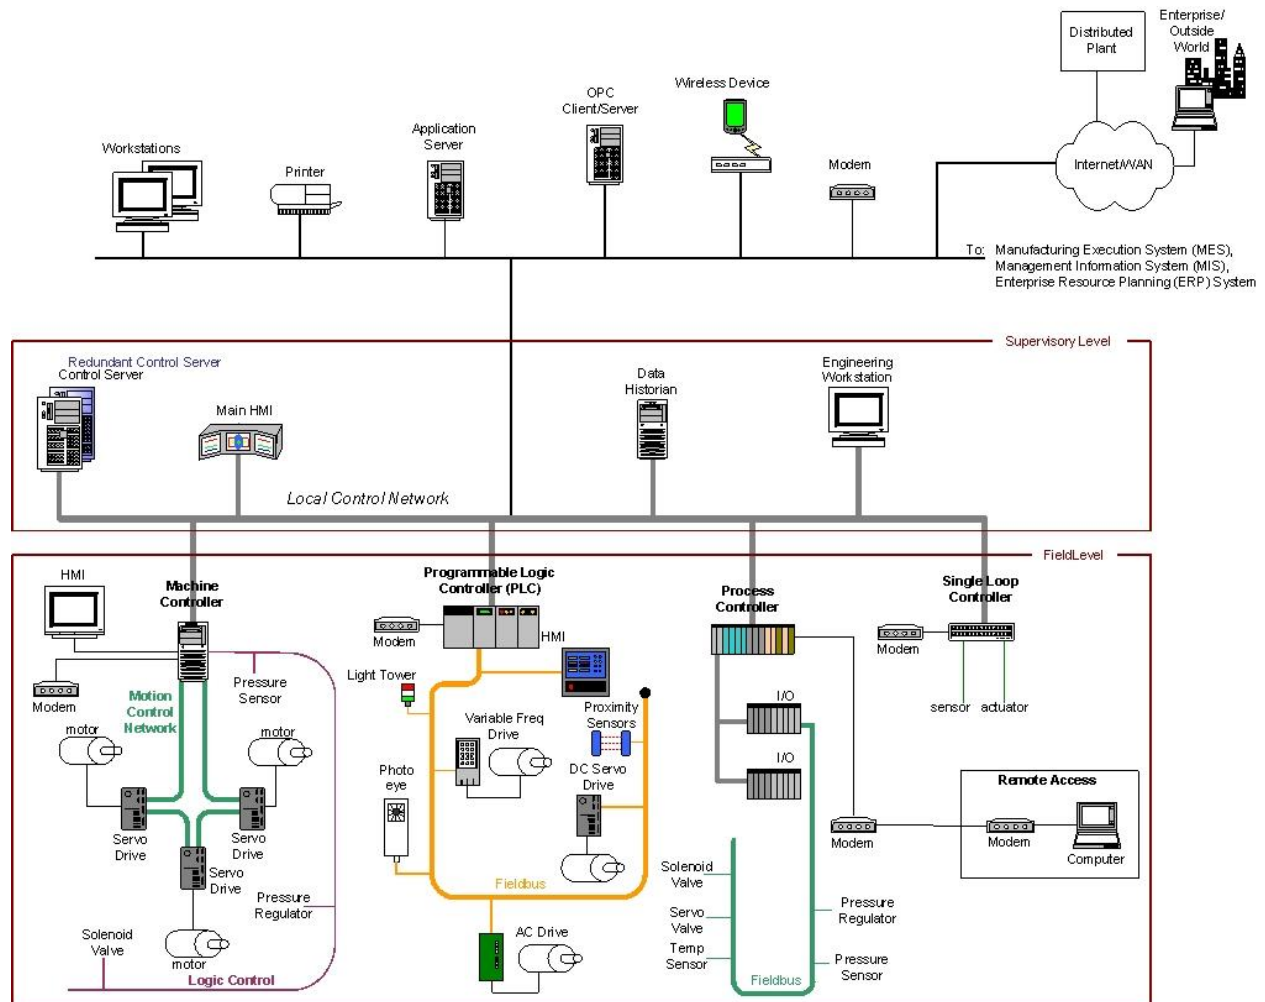 Enterprise/
Outside
World
Distributed
Plant
Internet/WAN
Wireless Device
OPC
Client/Server
Application
Server
Workstations
Printer
Modem
To: Manufacturing Execution System (MES),
Management Information System (MIS),
Enterprise Resource Planning (ERP) System
Supervisory Level
Redundant Control Server
Control Server
Main HMI
Data
Historian
Engineering
Workstation
Local Control Network
FieldLevel
HMI
Machine
Controller
Programmable Logic
Controller (PLC)
Process
Controller
Single Loop
Controller
Modem
HMI
Modem
Light Tower
Pressure
Sensor
Modem
Motion
Control
Network
motor
motor
Servo
Drive
Servo
Drive
Servo
Drive
motor
Pressure
Regulator
Solenoid
Valve
Logic Control
Variable Freq
Drive
Proximity
Sensors
Photo
eye
DC Servo
Drive
Fieldbus
AC Drive
I/O
I/O
sensor
actuator
Modem
Remote Access
Modem
Computer
Solenoid
Valve
Servo
Valve
Temp
Sensor
Pressure
Regulator
Pressure
Sensor
Fieldbus